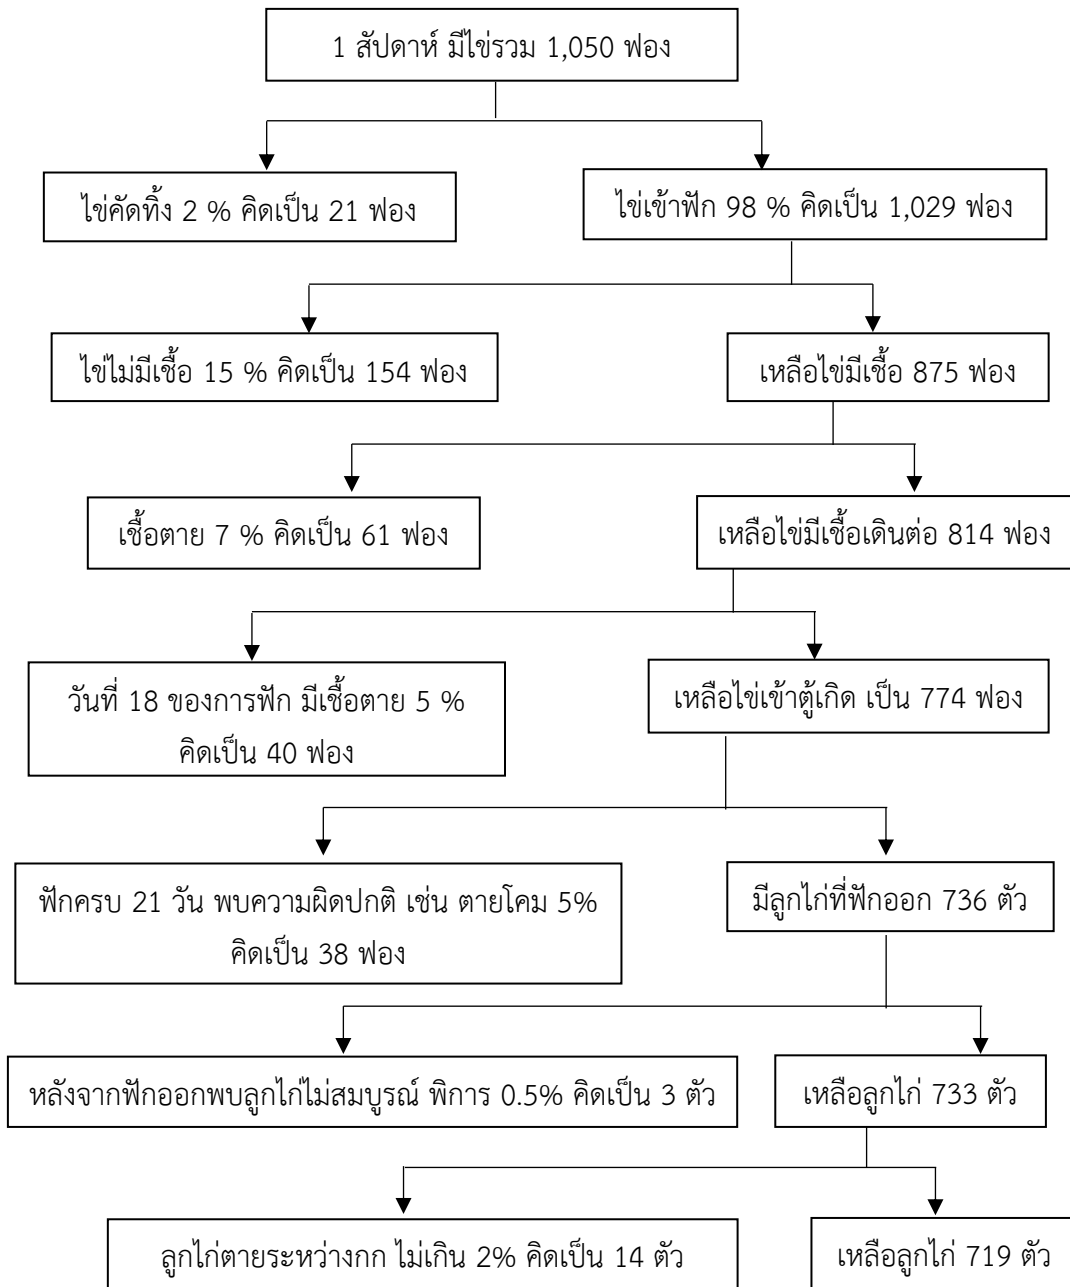 1 สัปดาห์ มีไข่รวม 1,050 ฟอง
ไข่คัดทิ้ง 2 % คิดเป็น 21 ฟอง
ไข่เข้าฟัก 98 % คิดเป็น 1,029 ฟอง
ไข่ไม่มีเชื้อ 15 % คิดเป็น 154 ฟอง
เหลือไข่มีเชื้อ 875 ฟอง
เชื้อตาย 7 % คิดเป็น 61 ฟอง
เหลือไข่มีเชื้อเดินต่อ 814 ฟอง
วันที่ 18 ของการฟัก มีเชื้อตาย 5 %
คิดเป็น 40 ฟอง
เหลือไข่เข้าตู้เกิด เป็น 774 ฟอง
ฟักครบ 21 วัน พบความผิดปกติ เช่น ตายโคม 5%
คิดเป็น 38 ฟอง
มีลูกไก่ที่ฟักออก 736 ตัว
หลังจากฟักออกพบลูกไก่ไม่สมบูรณ์ พิการ 0.5% คิดเป็น 3 ตัว
เหลือลูกไก่ 733 ตัว
ลูกไก่ตายระหว่างกก ไม่เกิน 2% คิดเป็น 14 ตัว
เหลือลูกไก่ 719 ตัว